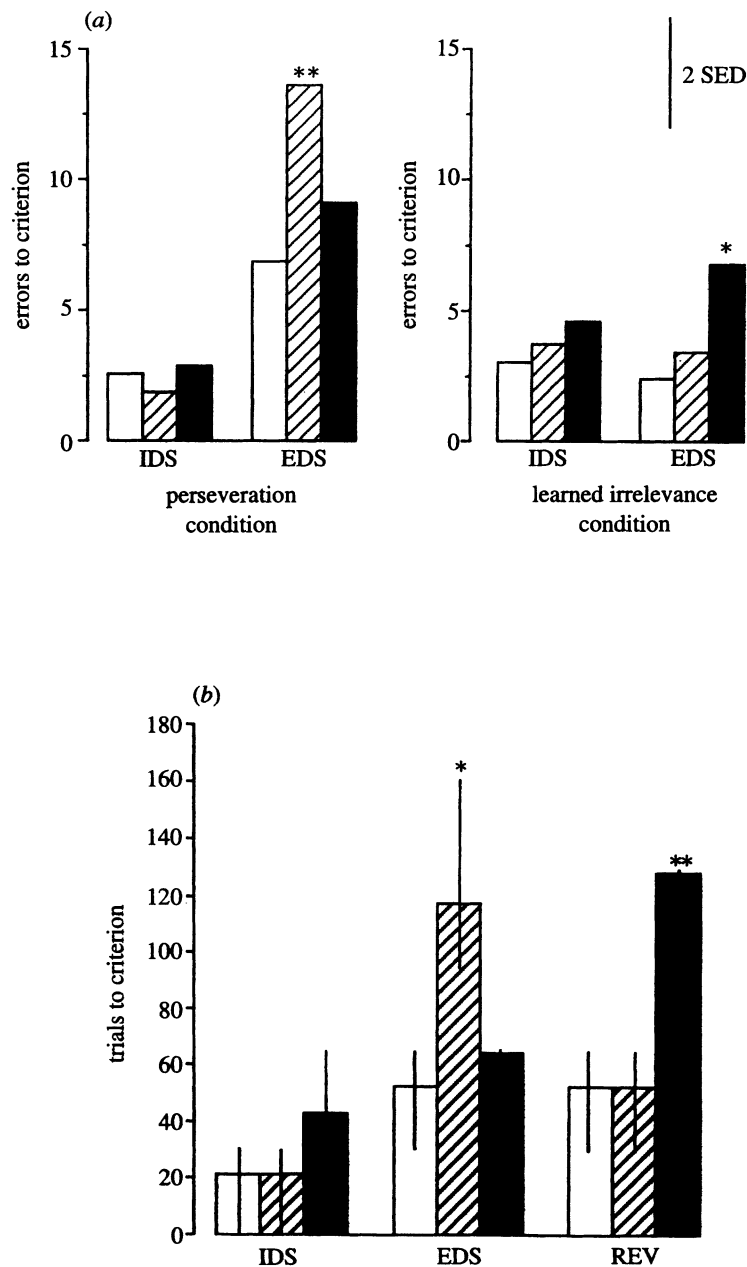 (a)
15
10
5
0
errors to criterion
**
IDS EDS
perseveration
condition
15
10
5
0
errors to criterion
2 SED
*
IDS EDS
learned irrelevance
condition
(b)
180
160
140
120
100
80
60
40
20
0
trials to criterion
*
**
IDS EDS REV